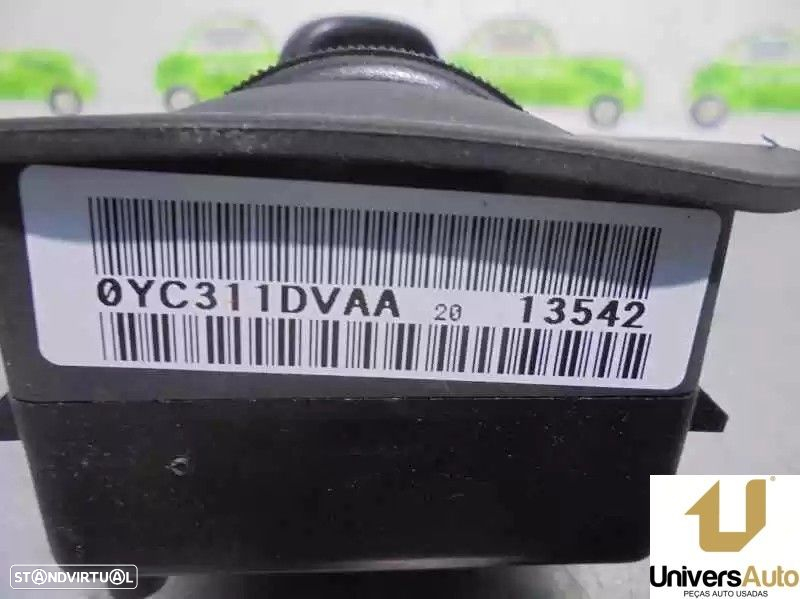 0YC311DVAA 20 13542
UniversAuto
PEÇAS AUTO USADAS
STANDVIRTUAL